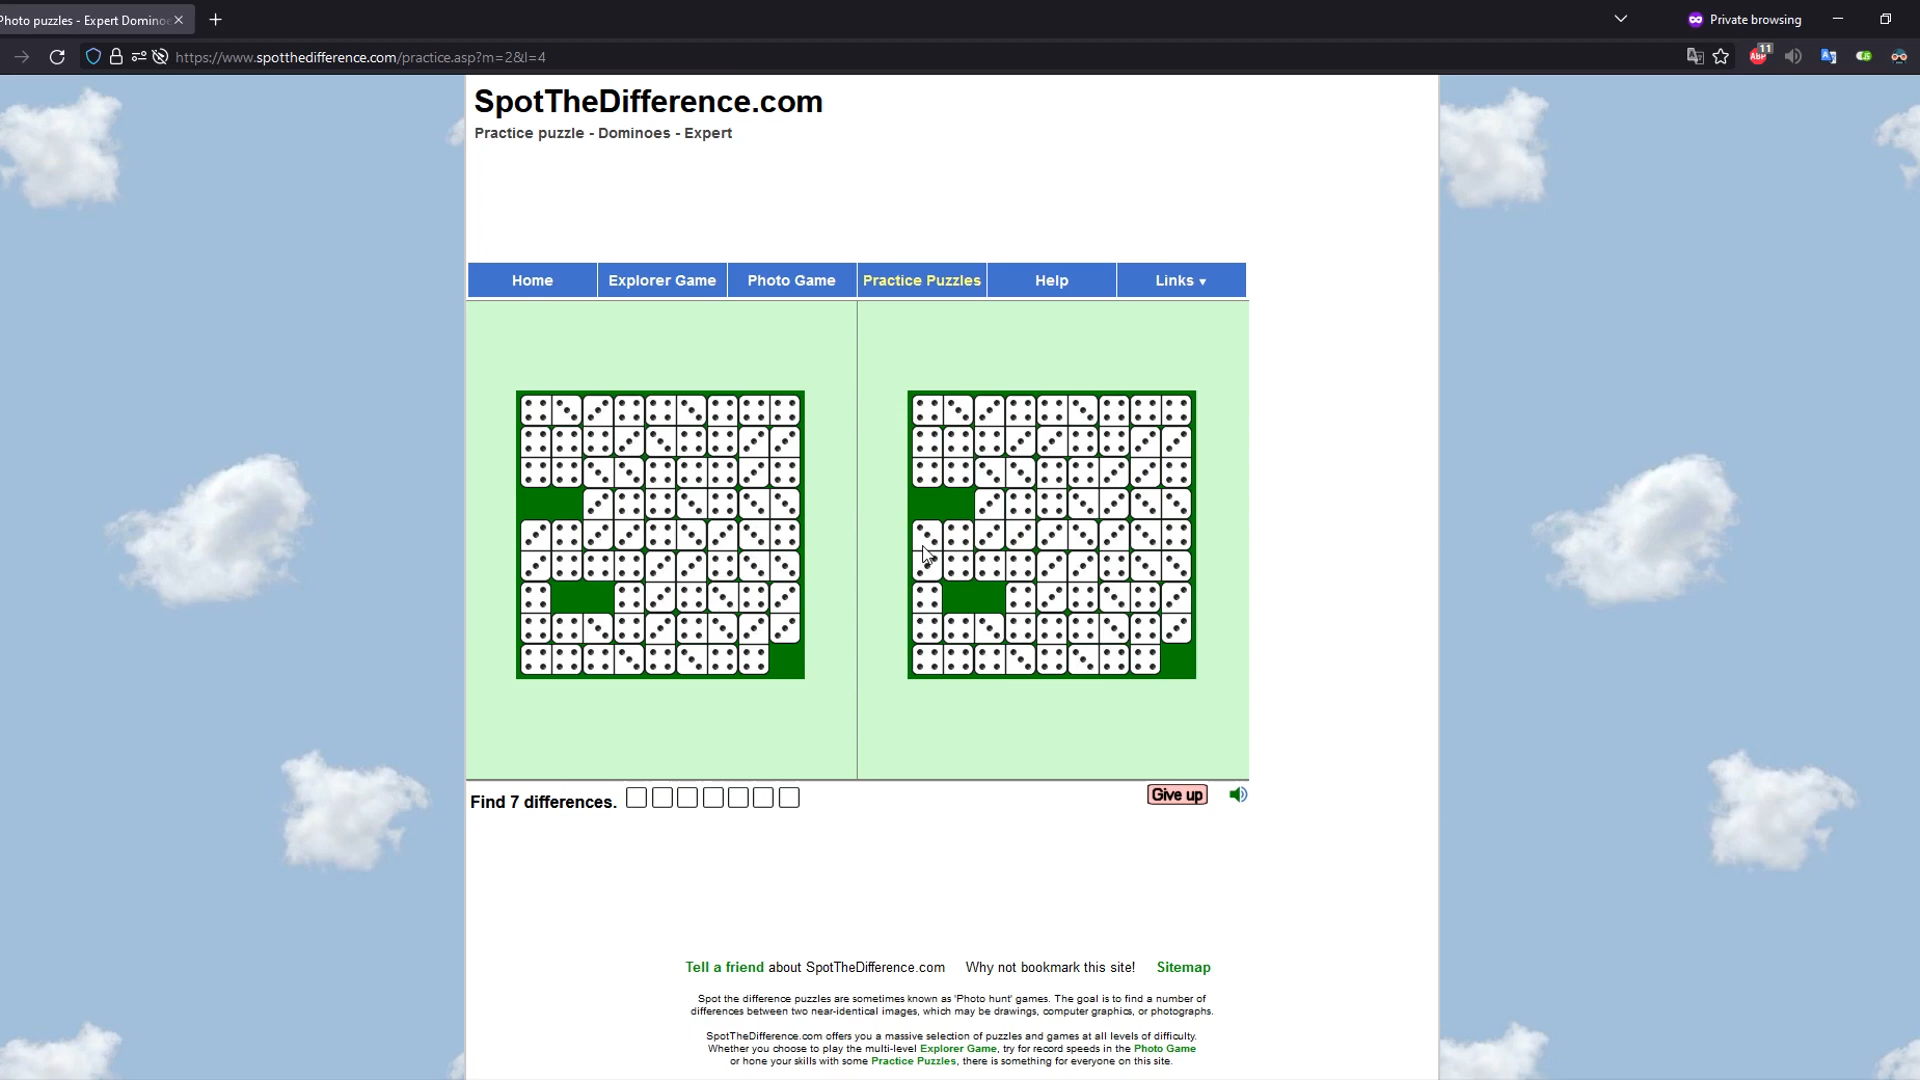 Photo puzzles - Expert Domino
Private browsing
https://www.spotthedifference.com/practice.asp?m=2&l=4
11
ABP
SpotTheDifference.com
Practice puzzle - Dominoes - Expert
Home
Explorer Game
Photo Game
Practice Puzzles
Help
Links ▾
Find 7 differences.
Give up
Tell a friend about SpotTheDifference.com Why not bookmark this site! Sitemap
Spot the difference puzzles are sometimes known as 'Photo hunt' games. The goal is to find a number of
differences between two near-identical images, which may be drawings, computer graphics, or photographs.
SpotTheDifference.com offers you a massive selection of puzzles and games at all levels of difficulty.
Whether you choose to play the multi-level Explorer Game, try for record speeds in the Photo Game
or hone your skills with some Practice Puzzles, there is something for everyone on this site.